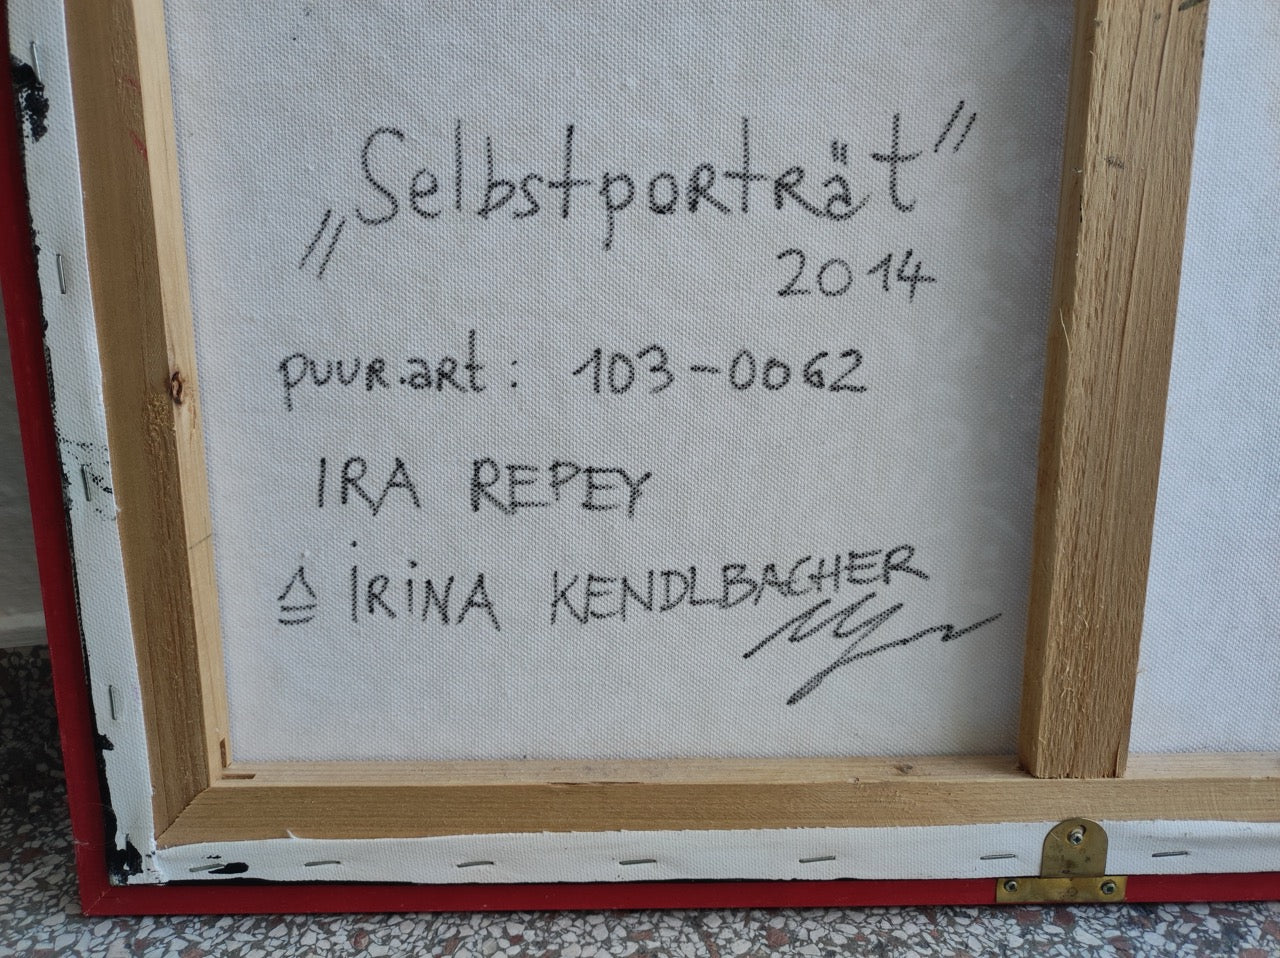 „Selbstporträt"
2014
puur.art: 103-0062
IRA REPEY
≙ IRINA KENDLBACHER